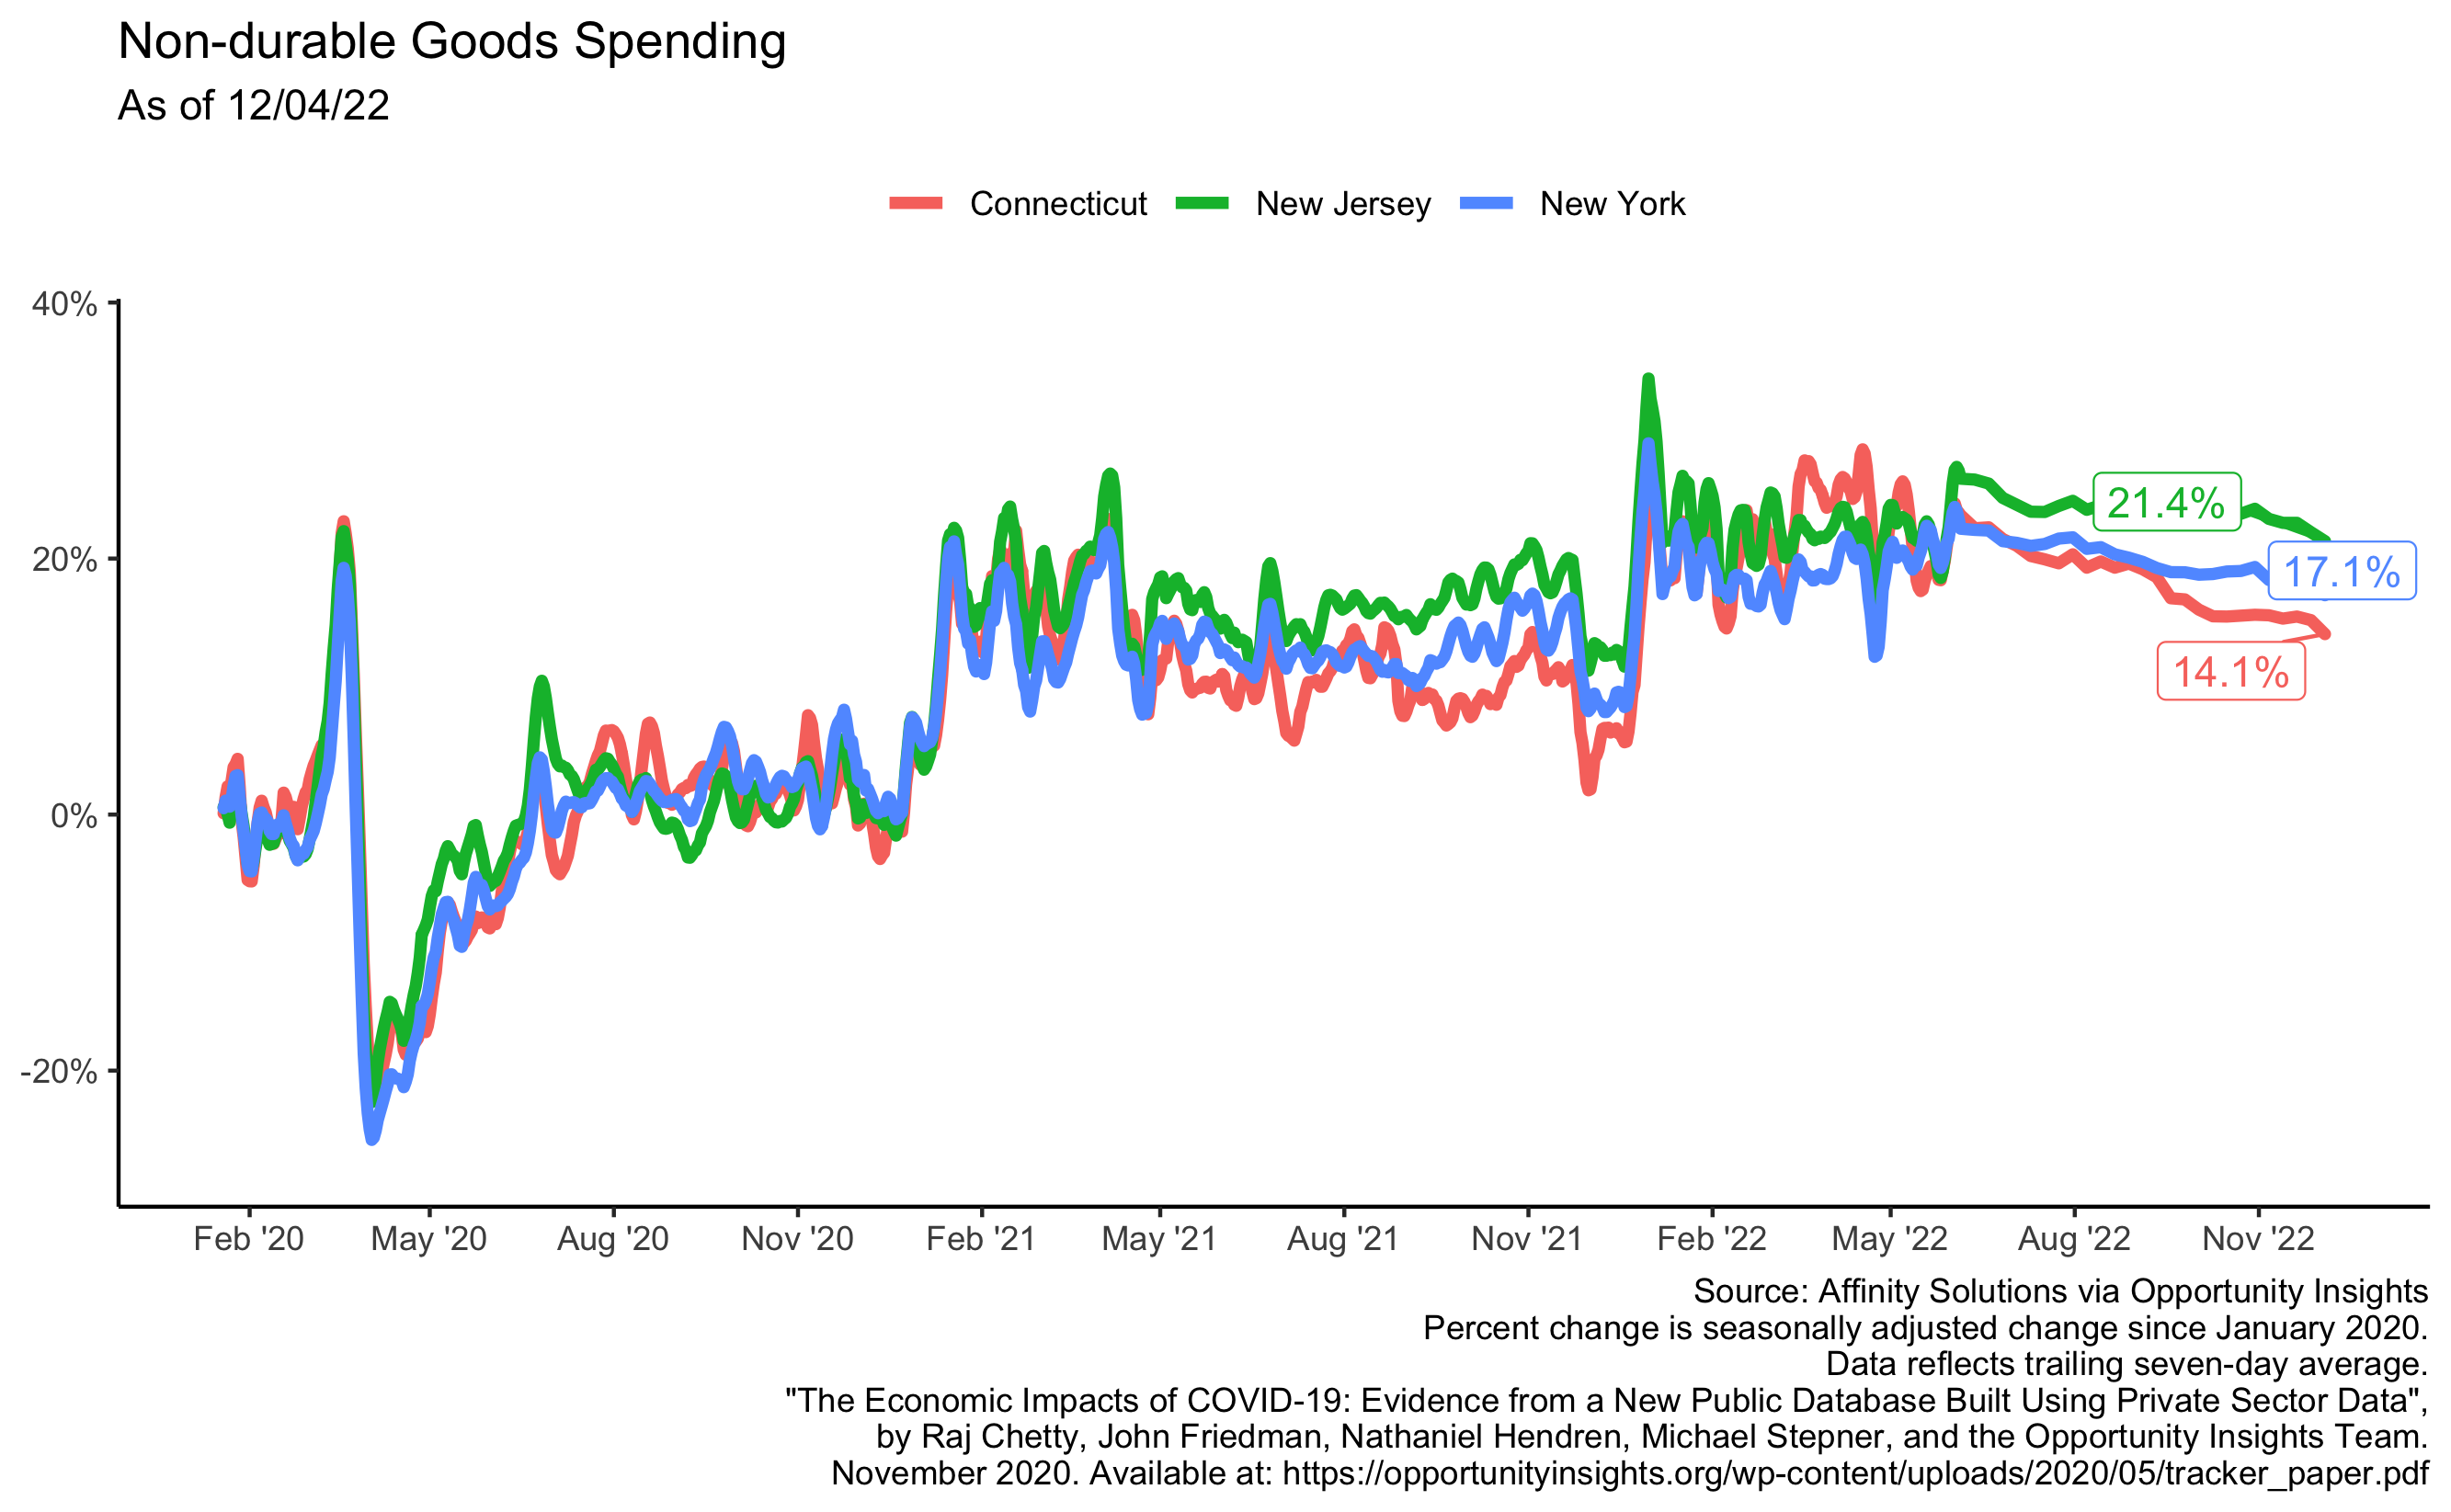 Non-durable Goods Spending
As of 12/04/22
Connecticut New Jersey New York
40%
20%
0%
-20%
21.4%
17.1%
14.1%
Feb '20 May '20 Aug '20 Nov '20 Feb '21 May '21 Aug '21 Nov '21 Feb '22 May '22 Aug '22 Nov '22
Source: Affinity Solutions via Opportunity Insights
Percent change is seasonally adjusted change since January 2020.
Data reflects trailing seven-day average.
"The Economic Impacts of COVID-19: Evidence from a New Public Database Built Using Private Sector Data",
by Raj Chetty, John Friedman, Nathaniel Hendren, Michael Stepner, and the Opportunity Insights Team.
November 2020. Available at: https://opportunityinsights.org/wp-content/uploads/2020/05/tracker_paper.pdf